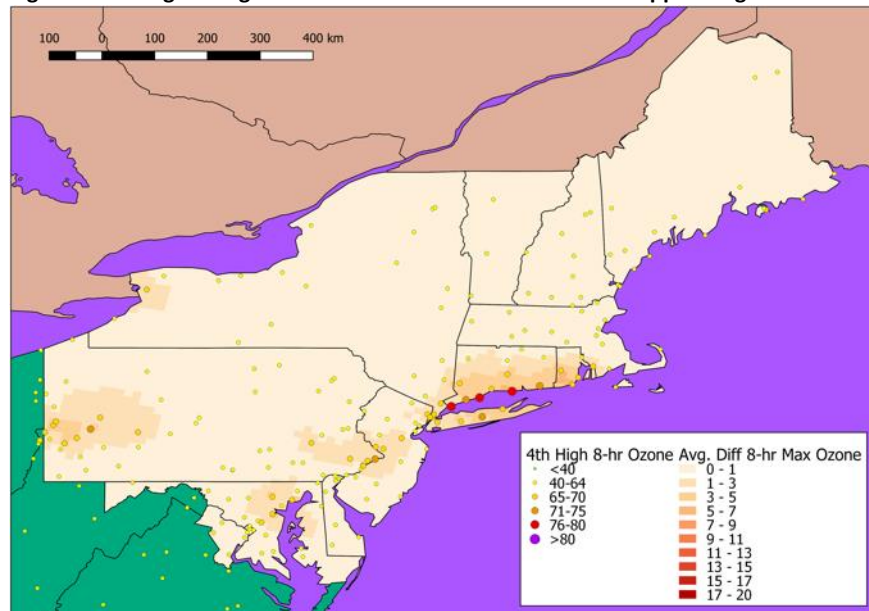 100 0 100 200 300 400 km
4th High 8-hr Ozone Avg. Diff 8-hr Max Ozone
<40 0 - 1
40-64 1 - 3
65-70 3 - 5
71-75 5 - 7
76-80 7 - 9
>80 9 - 11
11 - 13
13 - 15
15 - 17
17 - 20